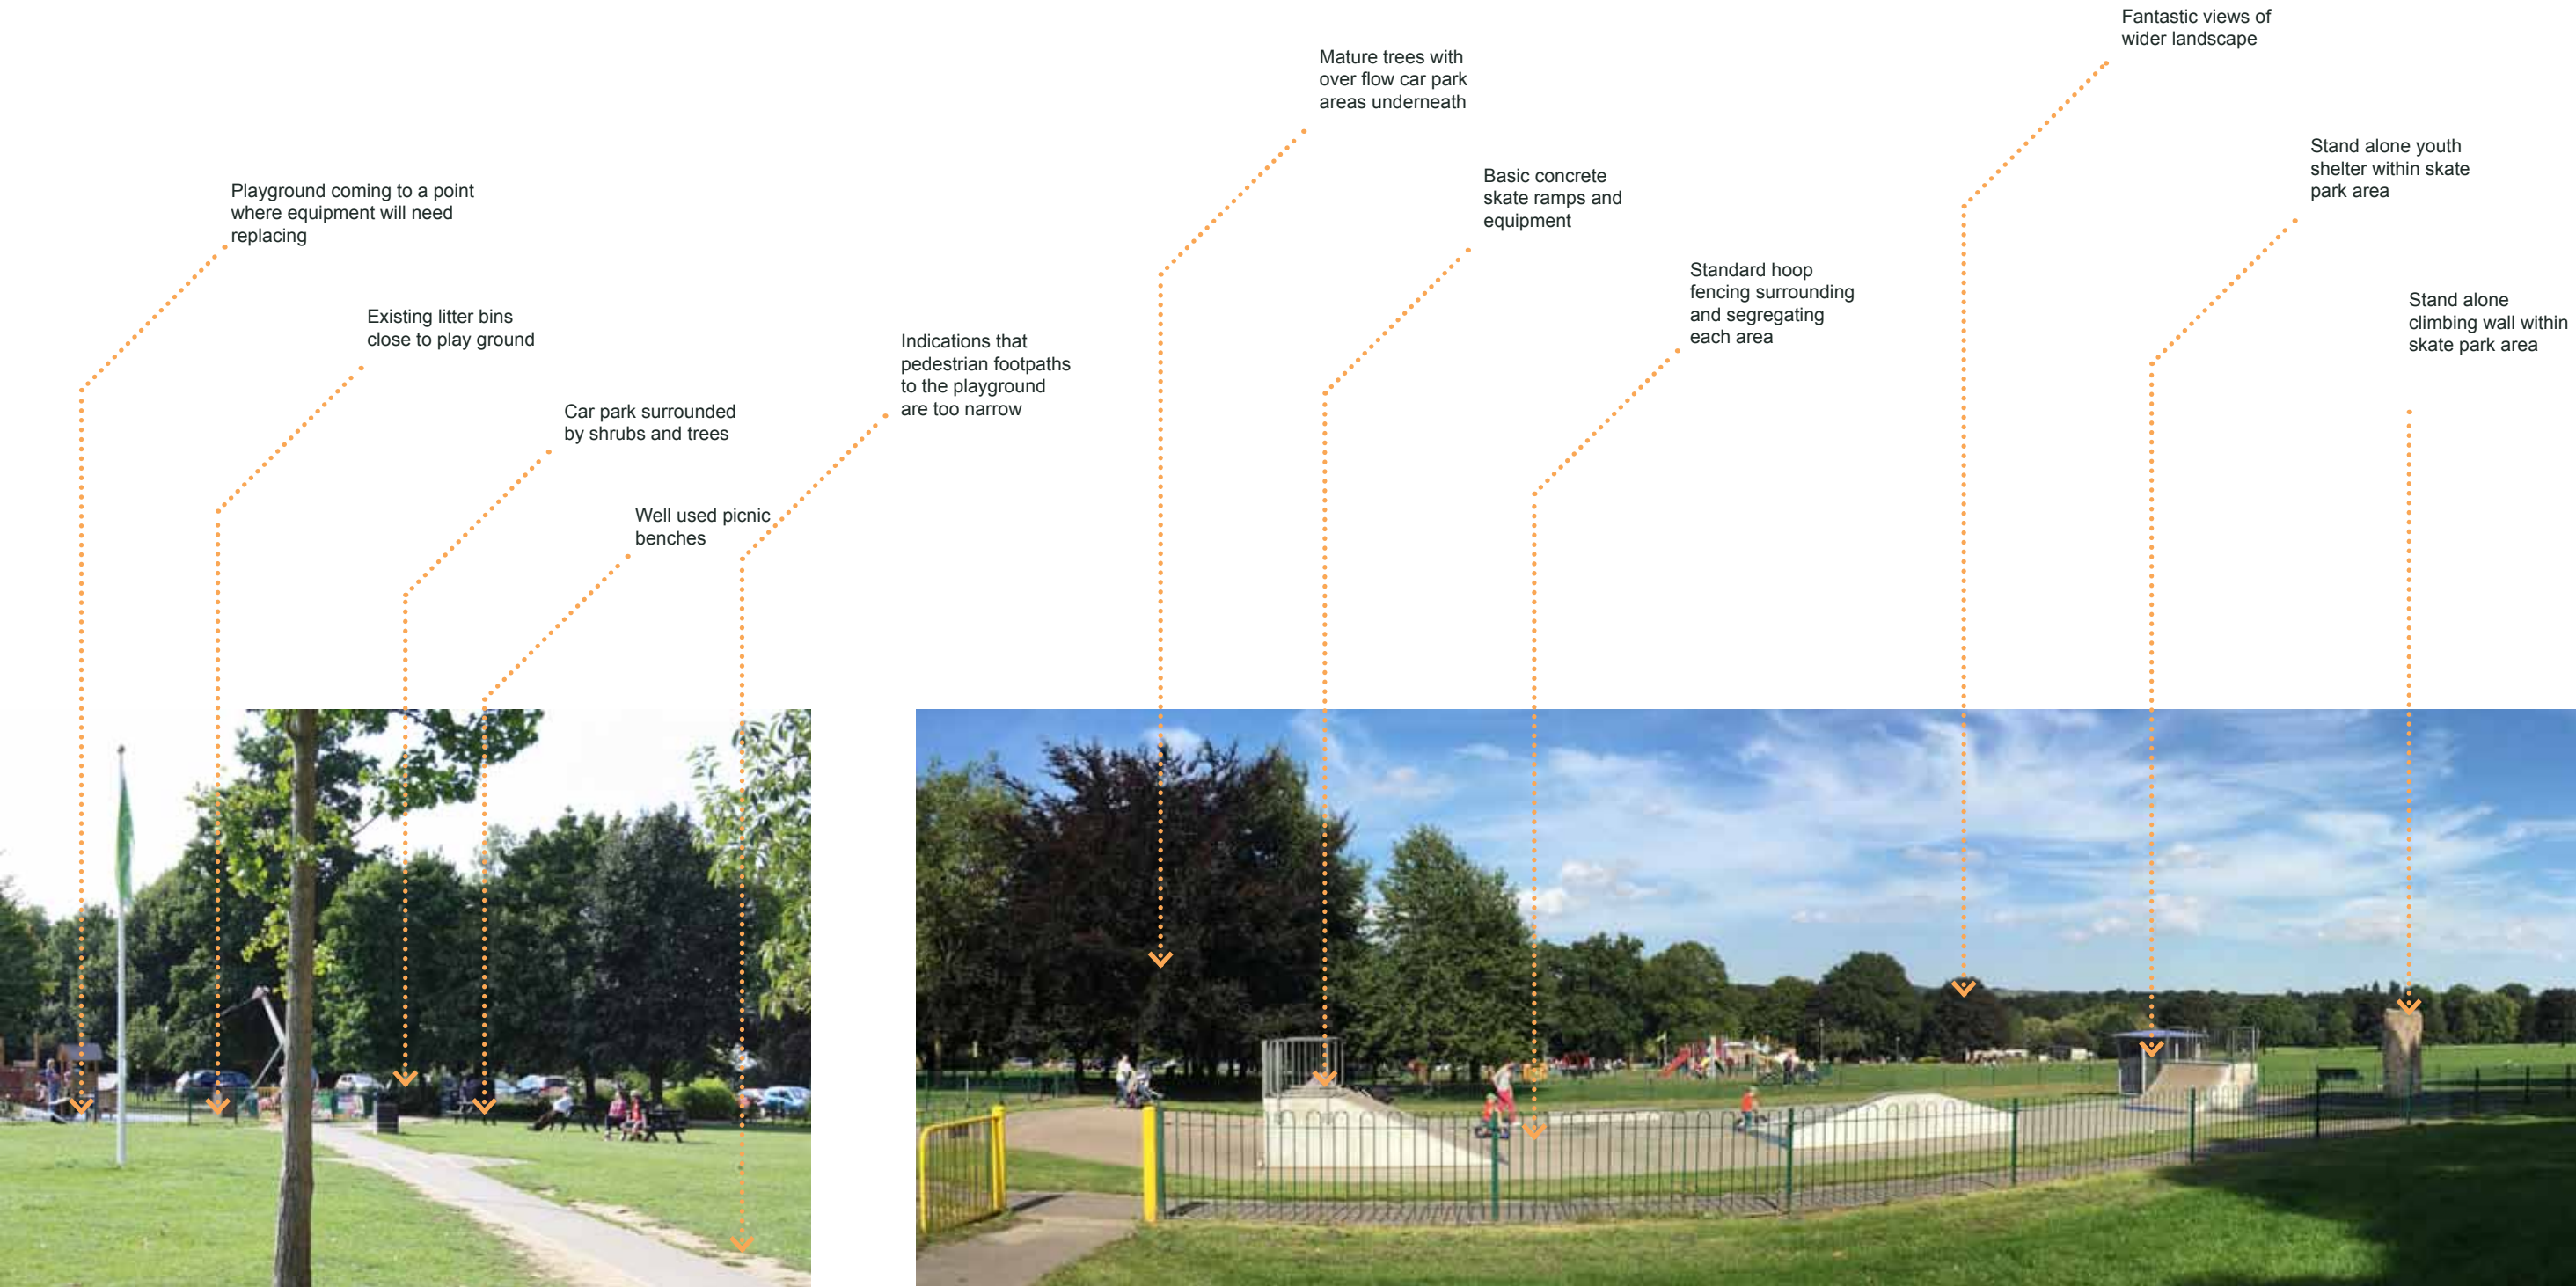 Playground coming to a point
where equipment will need
replacing
Existing litter bins
close to play ground
Car park surrounded
by shrubs and trees
Well used picnic
benches
Indications that
pedestrian footpaths
to the playground
are too narrow
Mature trees with
over flow car park
areas underneath
Basic concrete
skate ramps and
equipment
Standard hoop
fencing surrounding
and segregating
each area
Fantastic views of
wider landscape
Stand alone youth
shelter within skate
park area
Stand alone
climbing wall within
skate park area